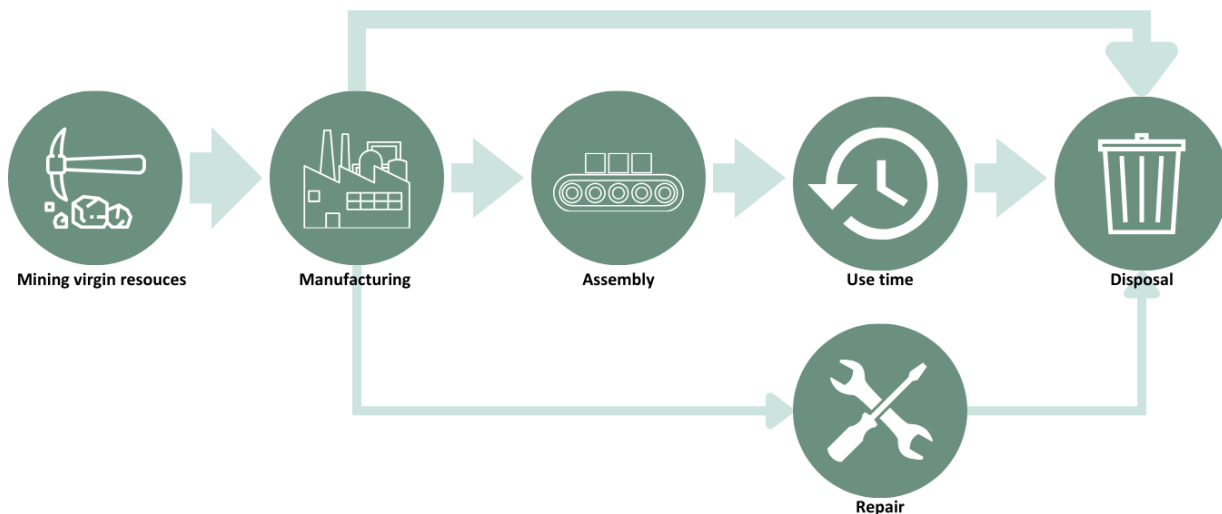 Mining virgin resouces
Manufacturing
Assembly
Use time
Disposal
Repair